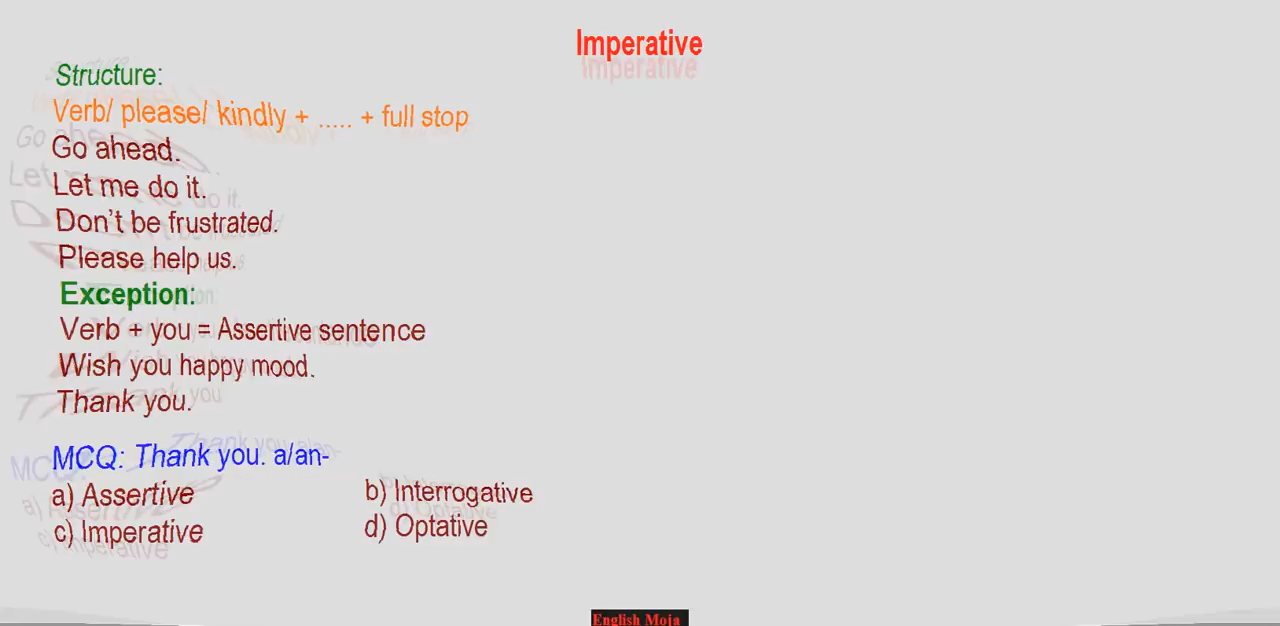 Imperative
Structure:
Verb/ please/ kindly + ..... + full stop
Go ahead.
Let me do it.
Don't be frustrated.
Please help us.
Exception:
Verb + you = Assertive sentence
Wish you happy mood.
Thank you.
MCQ: Thank you. a/an-
a) Assertive b) Interrogative
c) Imperative d) Optative
English Moja